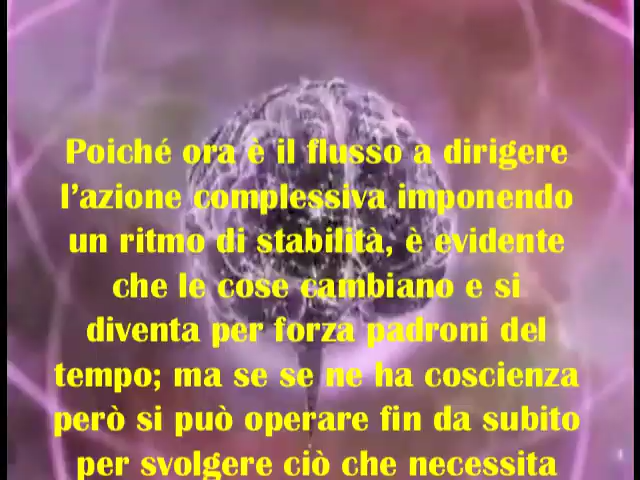 Poiché ora è il flusso a dirigere
l’azione complessiva imponendo
un ritmo di stabilità, è evidente
che le cose cambiano e si
diventa per forza padroni del
tempo; ma se se ne ha coscienza
però si può operare fin da subito
per svolgere ciò che necessita